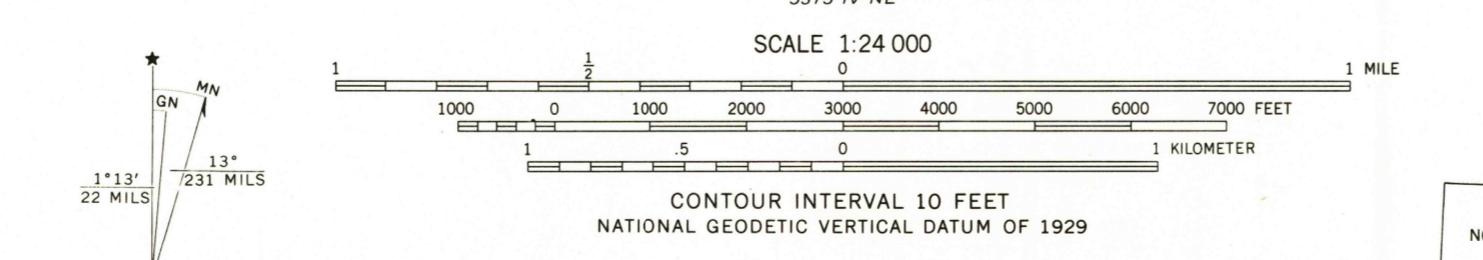 SCALE 1:24 000
1 1/2 0 1 MILE
1000 0 1000 2000 3000 4000 5000 6000 7000 FEET
1 .5 0 1 KILOMETER
CONTOUR INTERVAL 10 FEET
NATIONAL GEODETIC VERTICAL DATUM OF 1929
★
GN
MN
1°13′
22 MILS
13°
231 MILS